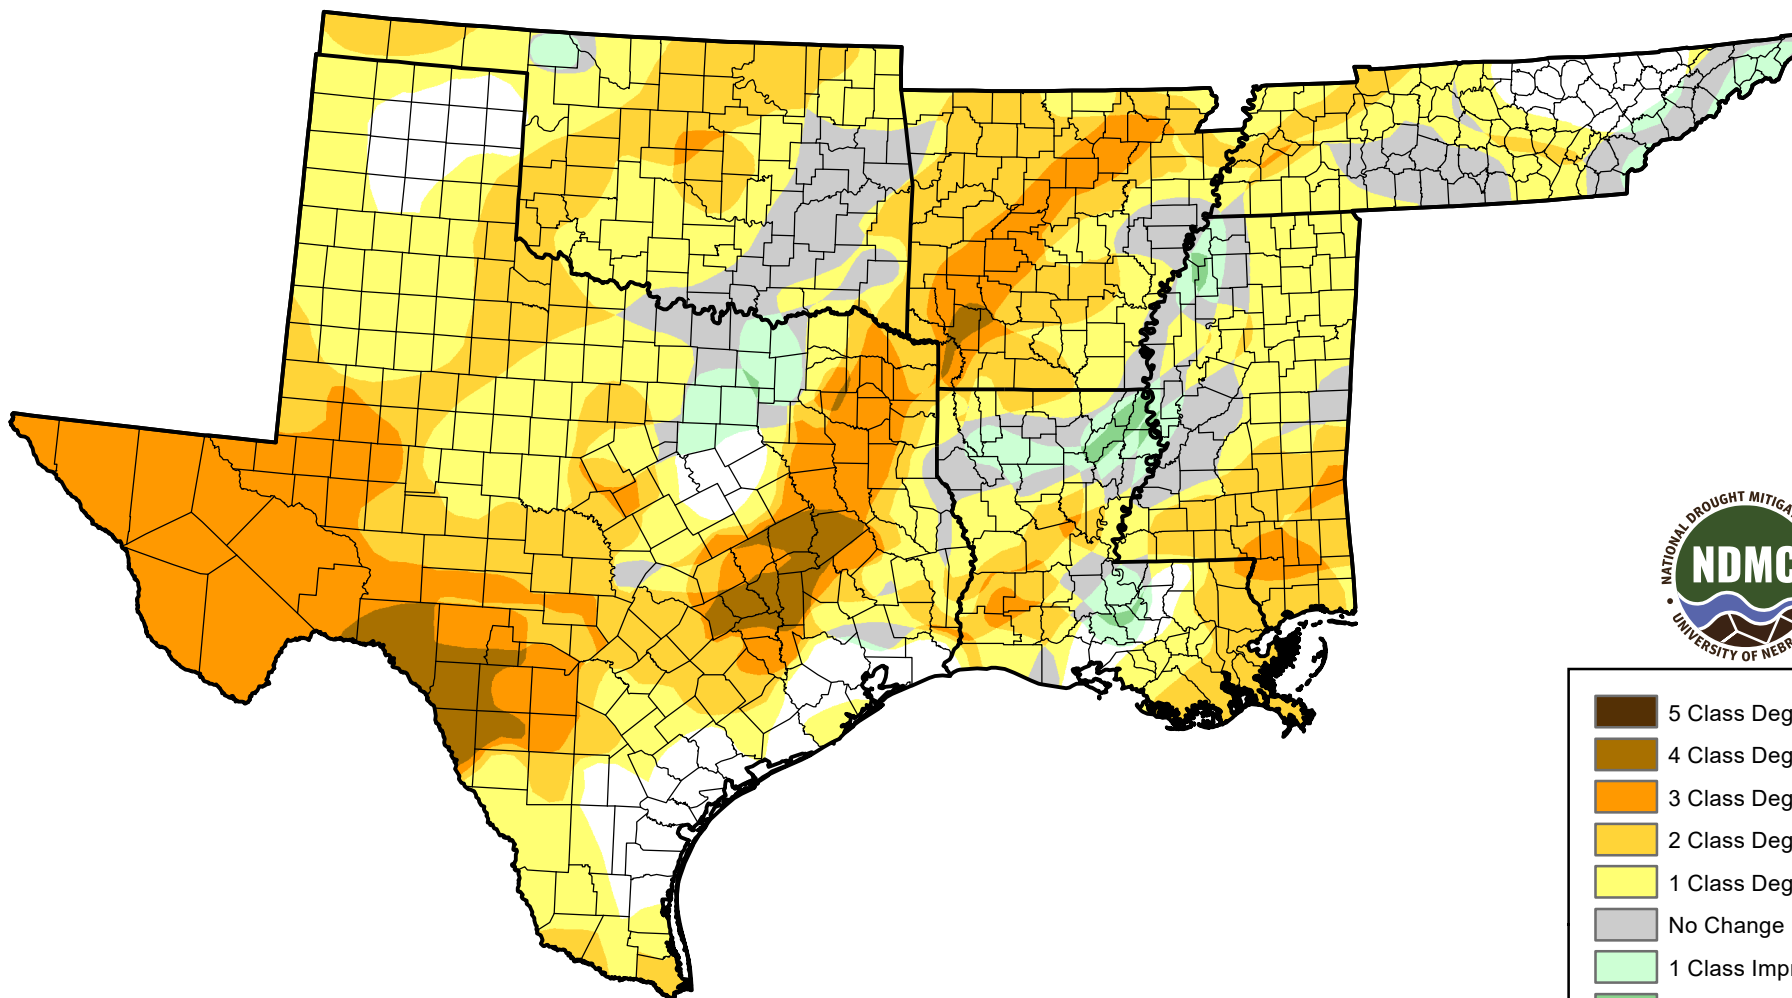 NATIONAL DROUGHT MITIGA
NDMC
UNIVERSITY OF NEBR
5 Class Deg
4 Class Deg
3 Class Deg
2 Class Deg
1 Class Deg
No Change
1 Class Impr